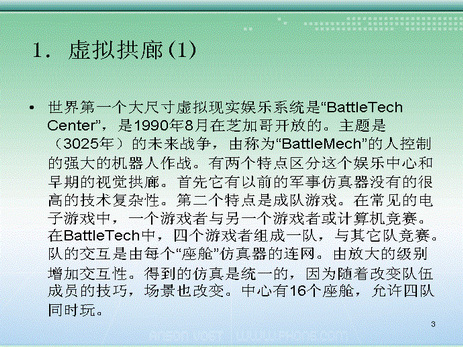 1．虚拟拱廊(1)
• 世界第一个大尺寸虚拟现实娱乐系统是“BattleTech
Center”，是1990年8月在芝加哥开放的。主题是
（3025年）的未来战争，由称为“BattleMech”的人控制
的强大的机器人作战。有两个特点区分这个娱乐中心和
早期的视觉拱廊。首先它有以前的军事仿真器没有的很
高的技术复杂性。第二个特点是成队游戏。在常见的电
子游戏中，一个游戏者与另一个游戏者或计算机竞赛。
在BattleTech中，四个游戏者组成一队，与其它队竞赛。
队的交互是由每个“座舱”仿真器的连网。由放大的级别
增加交互性。得到的仿真是统一的，因为随着改变队伍
成员的技巧，场景也改变。中心有16个座舱，允许四队
同时玩。
3